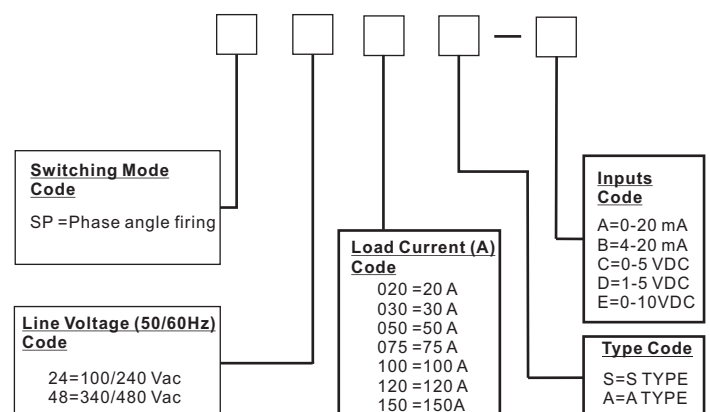 Switching Mode
Code
SP =Phase angle firing
Line Voltage (50/60Hz)
Code
24=100/240 Vac
48=340/480 Vac
Load Current (A)
Code
020 =20 A
030 =30 A
050 =50 A
075 =75 A
100 =100 A
120 =120 A
150 =150A
Inputs
Code
A=0-20 mA
B=4-20 mA
C=0-5 VDC
D=1-5 VDC
E=0-10VDC
Type Code
S=S TYPE
A=A TYPE